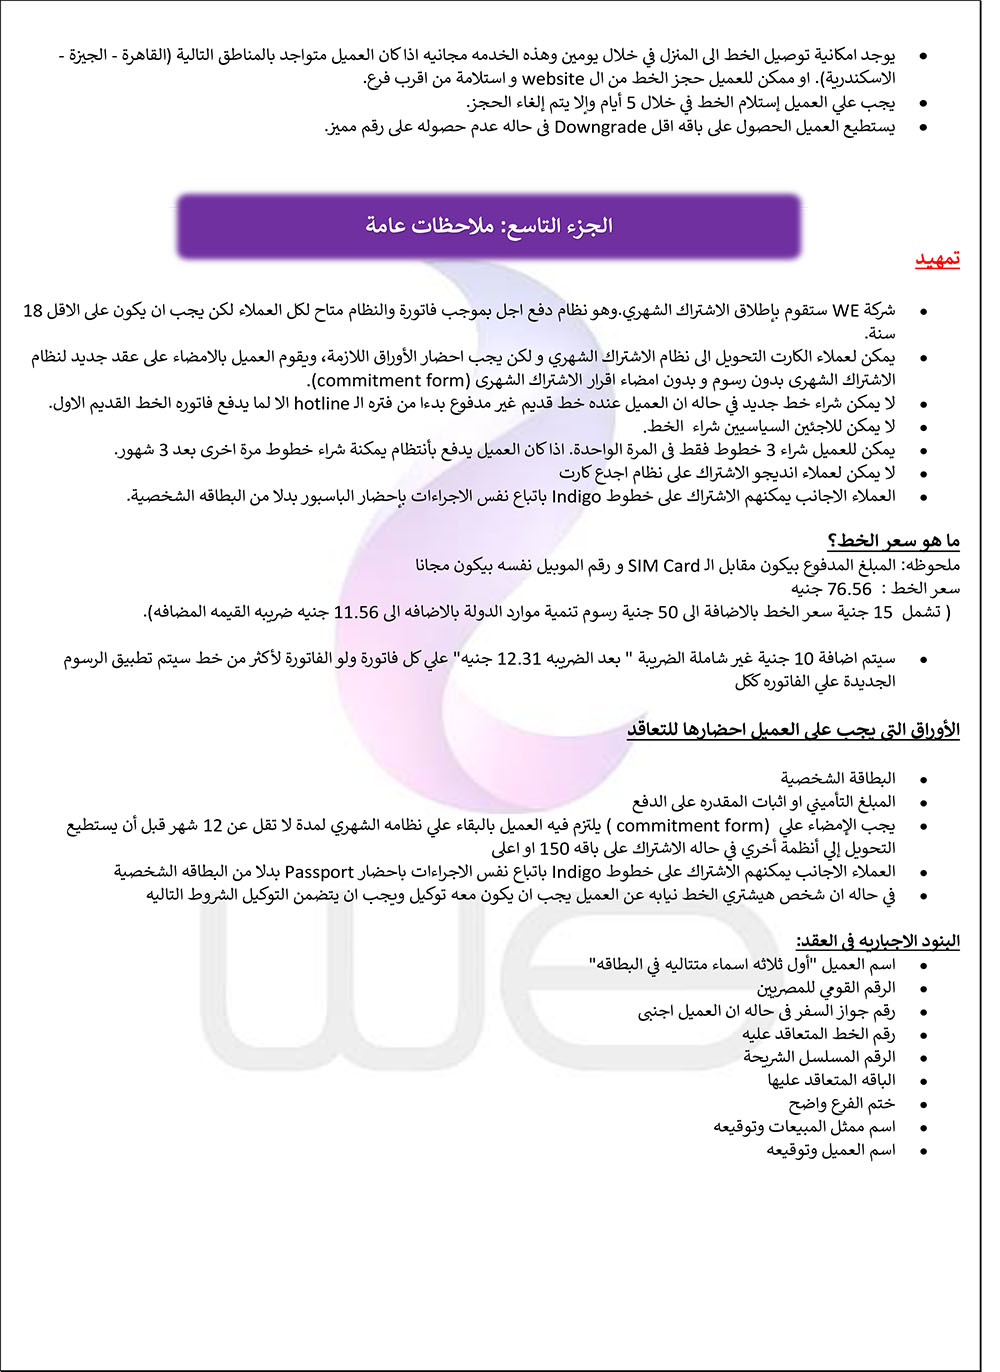 • يوجد امكانية توصيل الخط الى المنزل في خلال يومين وهذه الخدمه مجانيه اذا كان العميل متواجد بالمناطق التالية (القاهرة - الجيزة -
الاسكندرية). او ممكن للعميل حجز الخط من ال website و استلامة من اقرب فرع.
• يجب علي العميل إستلام الخط في خلال 5 أيام وإلا يتم إلغاء الحجز.
• يستطيع العميل الحصول على باقه اقل Downgrade فى حاله عدم حصوله على رقم مميز.
الجزء التاسع: ملاحظات عامة
تمهيد
• شركة WE ستقوم بإطلاق الاشتراك الشهري.وهو نظام دفع اجل بموجب فاتورة والنظام متاح لكل العملاء لكن يجب ان يكون على الاقل 18
سنة.
• يمكن لعملاء الكارت التحويل الى نظام الاشتراك الشهري و لكن يجب احضار الأوراق اللازمة، ويقوم العميل بالامضاء على عقد جديد لنظام
الاشتراك الشهرى بدون رسوم و بدون امضاء اقرار الاشتراك الشهرى (commitment form).
• لا يمكن شراء خط جديد في حاله ان العميل عنده خط قديم غير مدفوع بدءا من فتره الـ hotline الا لما يدفع فاتوره الخط القديم الاول.
• لا يمكن للاجئين السياسيين شراء الخط.
• يمكن للعميل شراء 3 خطوط فقط فى المرة الواحدة. اذا كان العميل يدفع بأنتظام يمكنة شراء خطوط مرة اخرى بعد 3 شهور.
• لا يمكن لعملاء انديجو الاشتراك على نظام اجدع كارت
• العملاء الاجانب يمكنهم الاشتراك على خطوط Indigo باتباع نفس الاجراءات بإحضار الباسبور بدلا من البطاقه الشخصية.
ما هو سعر الخط؟
ملحوظه: المبلغ المدفوع بيكون مقابل الـ SIM Card و رقم الموبيل نفسه بيكون مجانا
سعر الخط : 76.56 جنيه
( تشمل 15 جنية سعر الخط بالاضافة الى 50 جنية رسوم تنمية موارد الدولة بالاضافه الى 11.56 جنيه ضريبه القيمه المضافه).
• سيتم اضافة 10 جنية غير شاملة الضريبة " بعد الضريبه 12.31 جنيه" علي كل فاتورة ولو الفاتورة لأكثر من خط سيتم تطبيق الرسوم
الجديدة علي الفاتوره ككل
الأوراق التى يجب على العميل احضارها للتعاقد
• البطاقة الشخصية
• المبلغ التأميني او اثبات المقدره على الدفع
• يجب الإمضاء علي (commitment form ) يلتزم فيه العميل بالبقاء علي نظامه الشهري لمدة لا تقل عن 12 شهر قبل أن يستطيع
التحويل إلي أنظمة أخري في حاله الاشتراك على باقه 150 او اعلى
• العملاء الاجانب يمكنهم الاشتراك على خطوط Indigo باتباع نفس الاجراءات باحضار Passport بدلا من البطاقه الشخصية
• في حاله ان شخص هيشتري الخط نيابه عن العميل يجب ان يكون معه توكيل ويجب ان يتضمن التوكيل الشروط التاليه
البنود الاجباريه فى العقد:
• اسم العميل "أول ثلاثه اسماء متتاليه في البطاقه"
• الرقم القومي للمصريين
• رقم جواز السفر فى حاله ان العميل اجنبى
• رقم الخط المتعاقد عليه
• الرقم المسلسل الشريحة
• الباقه المتعاقد عليها
• ختم الفرع واضح
• اسم ممثل المبيعات وتوقيعه
• اسم العميل وتوقيعه
we